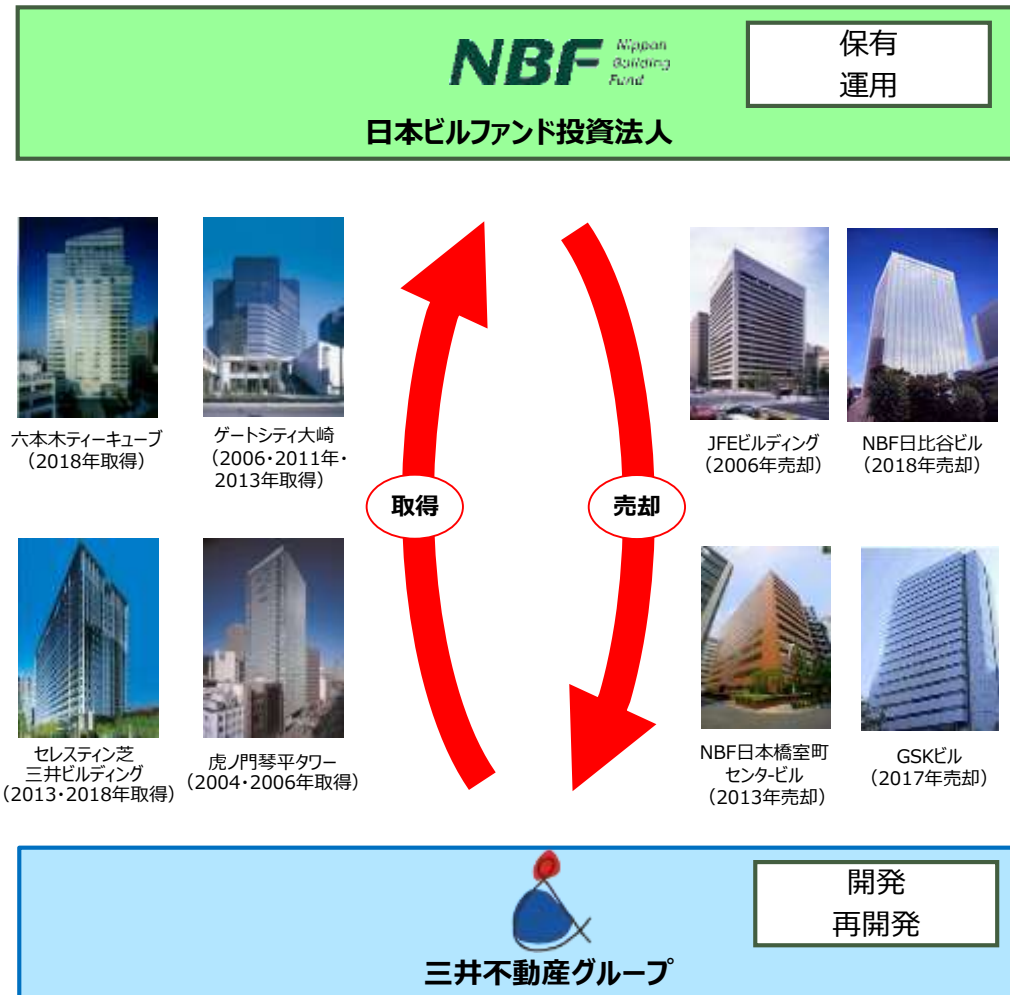 NBF
Nippon
Building
Fund
保有
運用
日本ビルファンド投資法人
六本木ティーキューブ
（2018年取得）
ゲートシティ大崎
（2006・2011年・
2013年取得）
JFEビルディング
（2006年売却）
NBF日比谷ビル
（2018年売却）
取得
売却
セレスティン芝
三井ビルディング
（2013・2018年取得）
虎ノ門琴平タワー
（2004・2006年取得）
NBF日本橋室町
センタービル
（2013年売却）
GSKビル
（2017年売却）
開発
再開発
三井不動産グループ